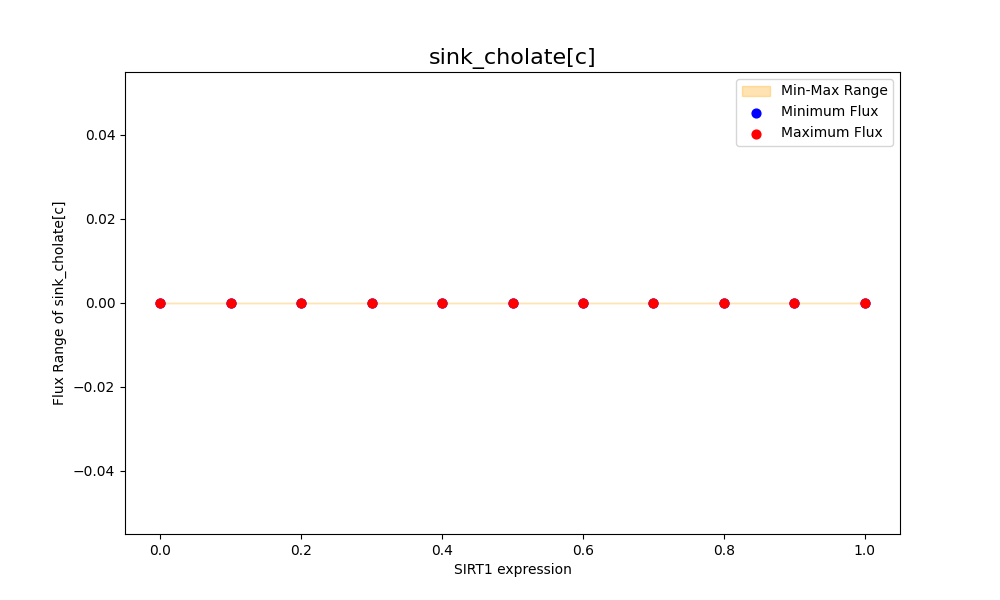 sink_cholate[c]
Min-Max Range
Minimum Flux
Maximum Flux
Flux Range of sink_cholate[c]
0.04
0.02
0.00
−0.02
−0.04
0.0 0.2 0.4 0.6 0.8 1.0
SIRT1 expression